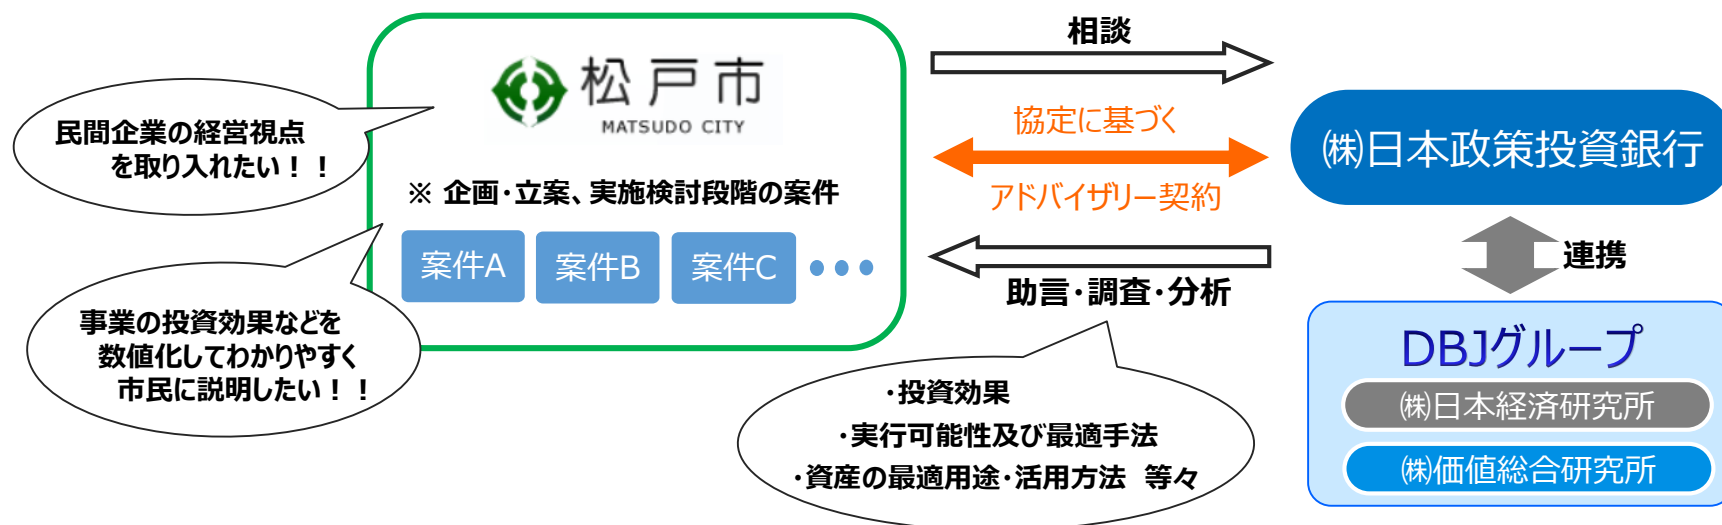 松戸市
MATSUDO CITY
民間企業の経営視点
を取り入れたい！！
※ 企画・立案、実施検討段階の案件
案件A
案件B
案件C
事業の投資効果などを
数値化してわかりやすく
市民に説明したい！！
相談
協定に基づく
アドバイザリー契約
助言・調査・分析
・投資効果
・実行可能性及び最適手法
・資産の最適用途・活用方法 等々
㈱日本政策投資銀行
連携
DBJグループ
㈱日本経済研究所
㈱価値総合研究所